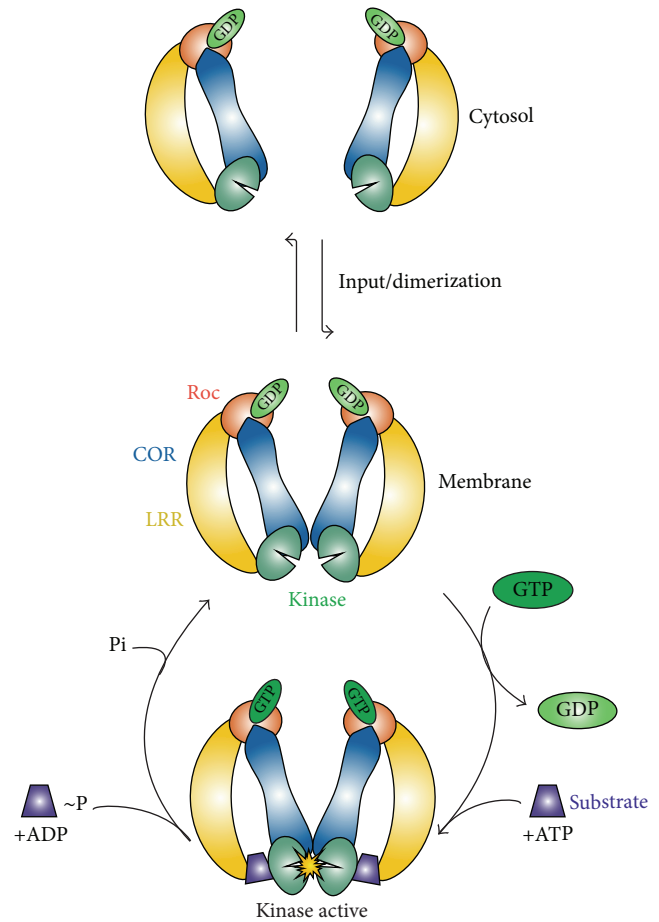 GDP
GDP
Cytosol
Input/dimerization
Roc
GDP
GDP
COR
Membrane
LRR
Kinase
GTP
Pi
GTP
GTP
GDP
~P
Substrate
+ADP
+ATP
Kinase active